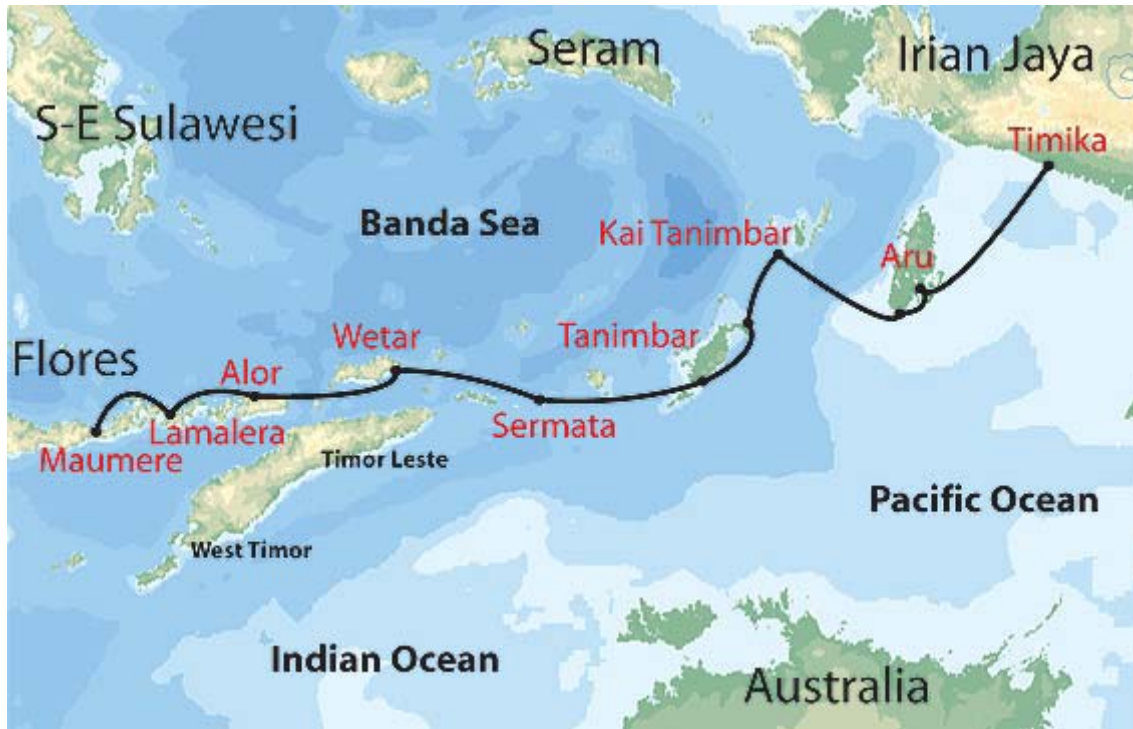 Seram
Irian Jaya
S-E Sulawesi
Timika
Banda Sea
Kai Tanimbar
Aru
Wetar
Tanimbar
Flores
Alor
Lamalera
Sermata
Maumere
Timor Leste
Pacific Ocean
West Timor
Indian Ocean
Australia